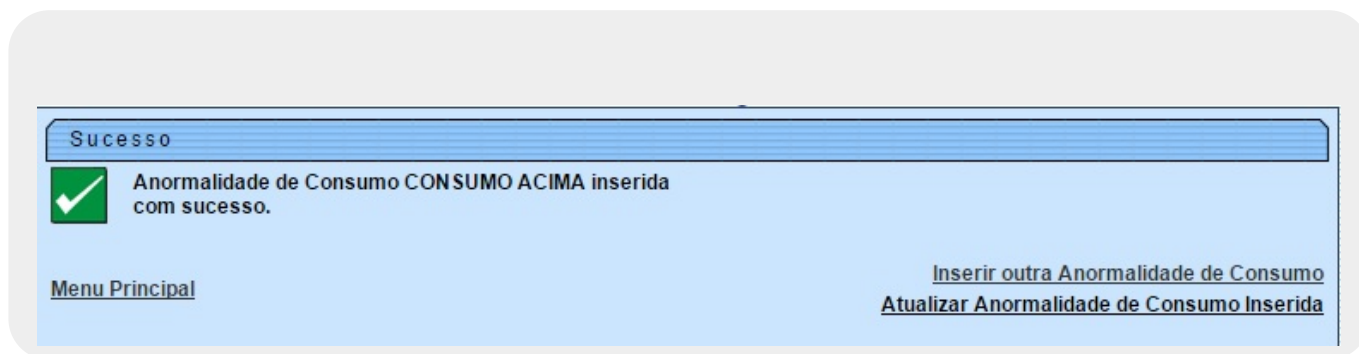 Sucesso
Anormalidade de Consumo CONSUMO ACIMA inserida
com sucesso.
Menu Principal
Inserir outra Anormalidade de Consumo
Atualizar Anormalidade de Consumo Inserida